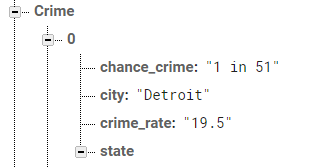 Crime
0
chance_crime: "1 in 51"
city: "Detroit"
crime_rate: "19.5"
state